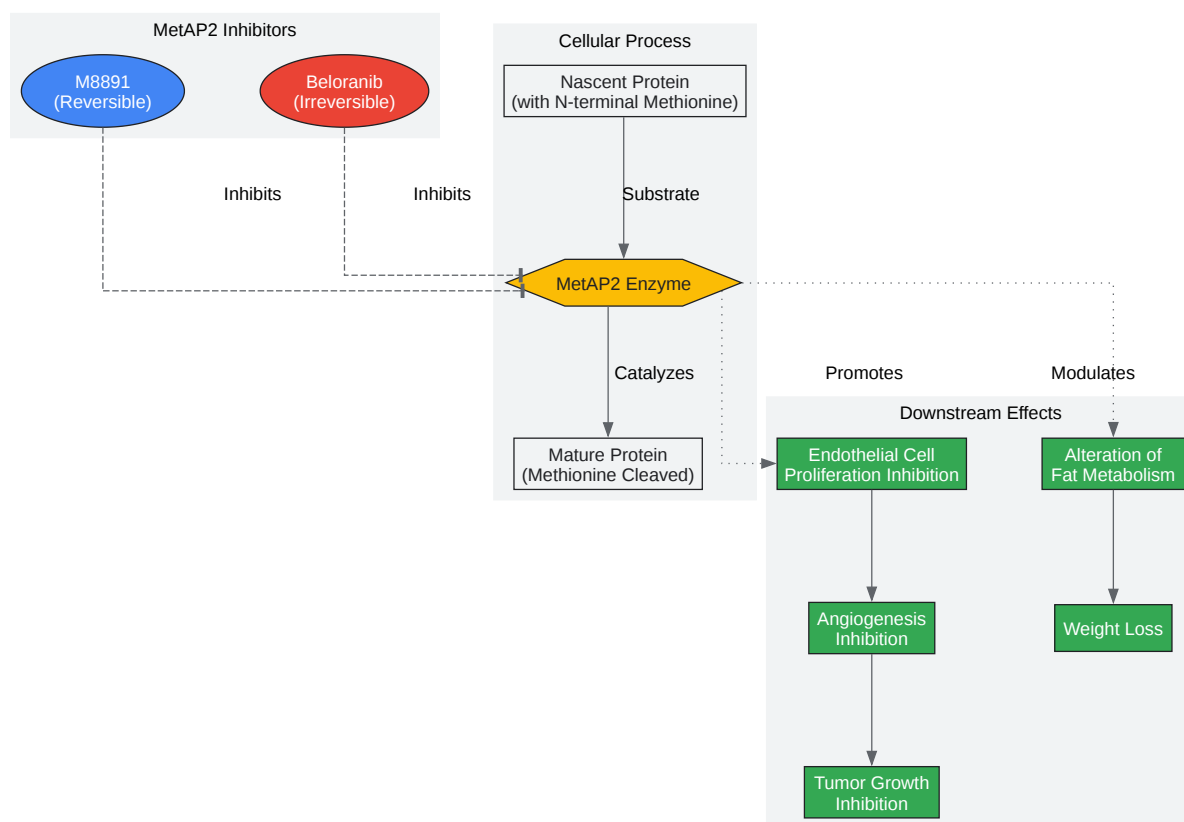 MetAP2 Inhibitors
M8891
(Reversible)
Beloranib
(Irreversible)
Cellular Process
Nascent Protein
(with N-terminal Methionine)
Inhibits
Inhibits
Substrate
MetAP2 Enzyme
Catalyzes
Promotes
Modulates
Mature Protein
(Methionine Cleaved)
Downstream Effects
Endothelial Cell
Proliferation Inhibition
Alteration of
Fat Metabolism
Angiogenesis
Inhibition
Weight Loss
Tumor Growth
Inhibition